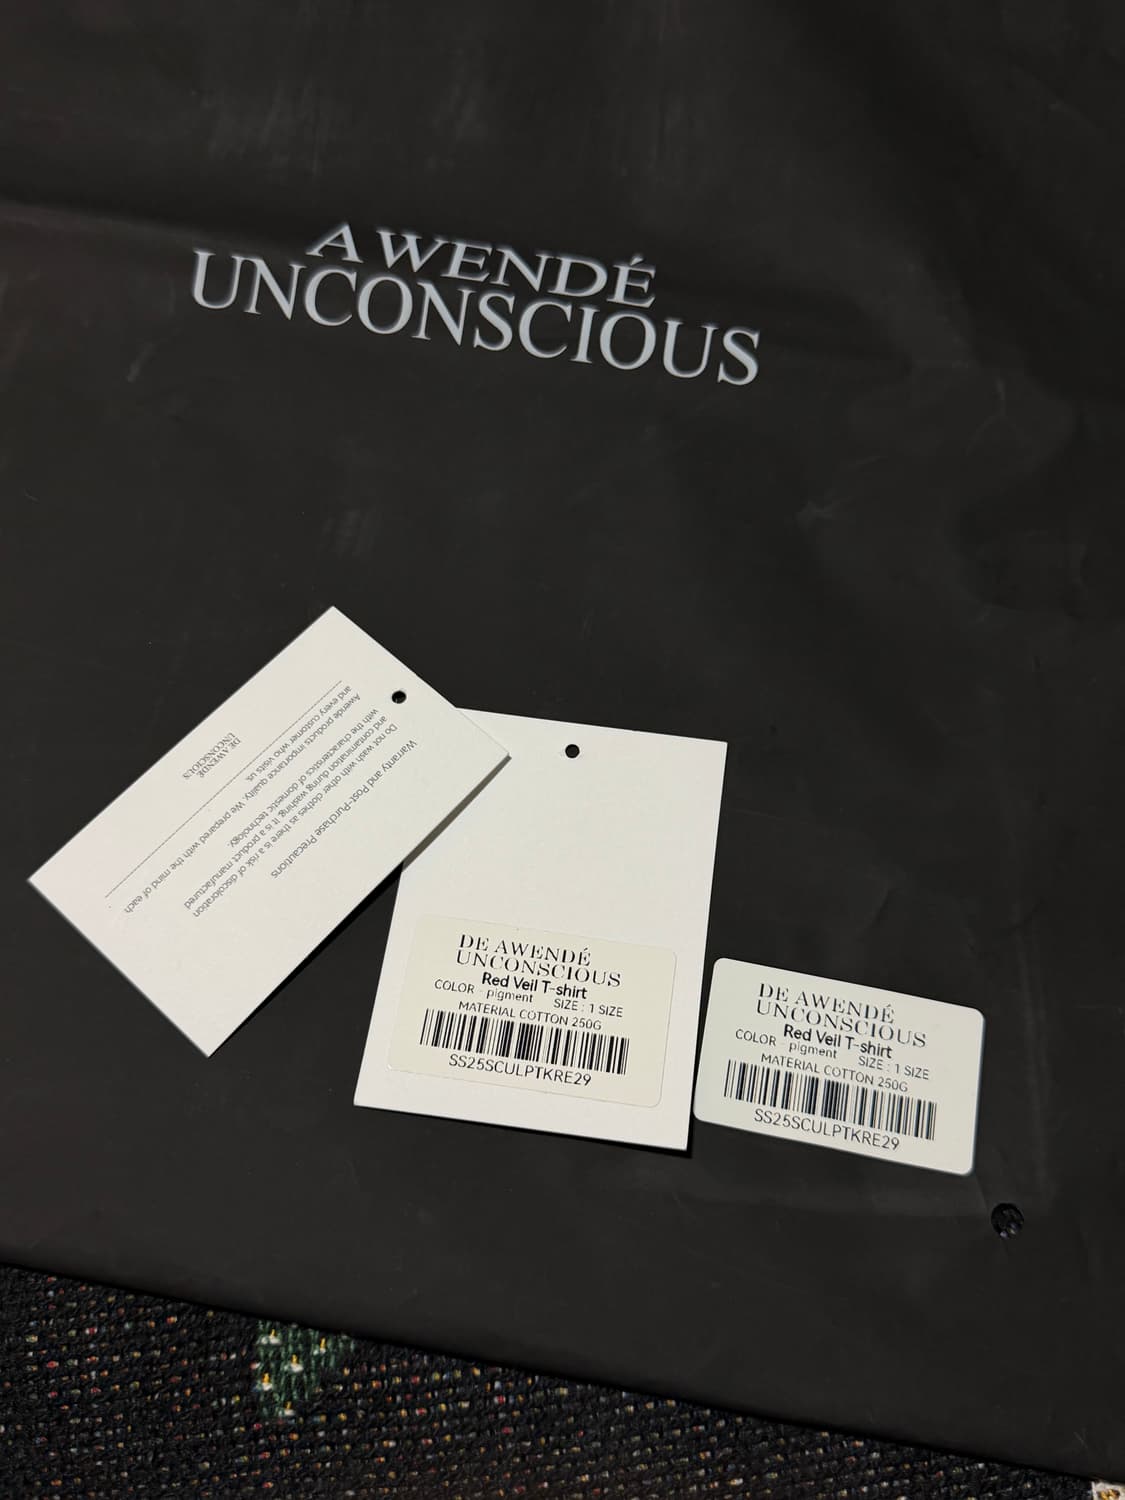 A WENDÉ
UNCONSCIOUS
Warranty and Post-Purchase Precautions
Do not wash with other clothes as there is a risk of discoloration
and contamination during washing. It is a product manufactured
with the characteristics of domestic technology.
Awende products importance quality. We prepared with the mind of each
and every customer who visits us.
DE AWENDÉ
UNCONSCIOUS
DE AWENDÉ
UNCONSCIOUS
Red Veil T-shirt
COLOR - pigment SIZE : 1 SIZE
MATERIAL COTTON 250G
SS25SCULPTKRE29
DE AWENDÉ
UNCONSCIOUS
Red Veil T-shirt
COLOR - pigment SIZE : 1 SIZE
MATERIAL COTTON 250G
SS25SCULPTKRE29